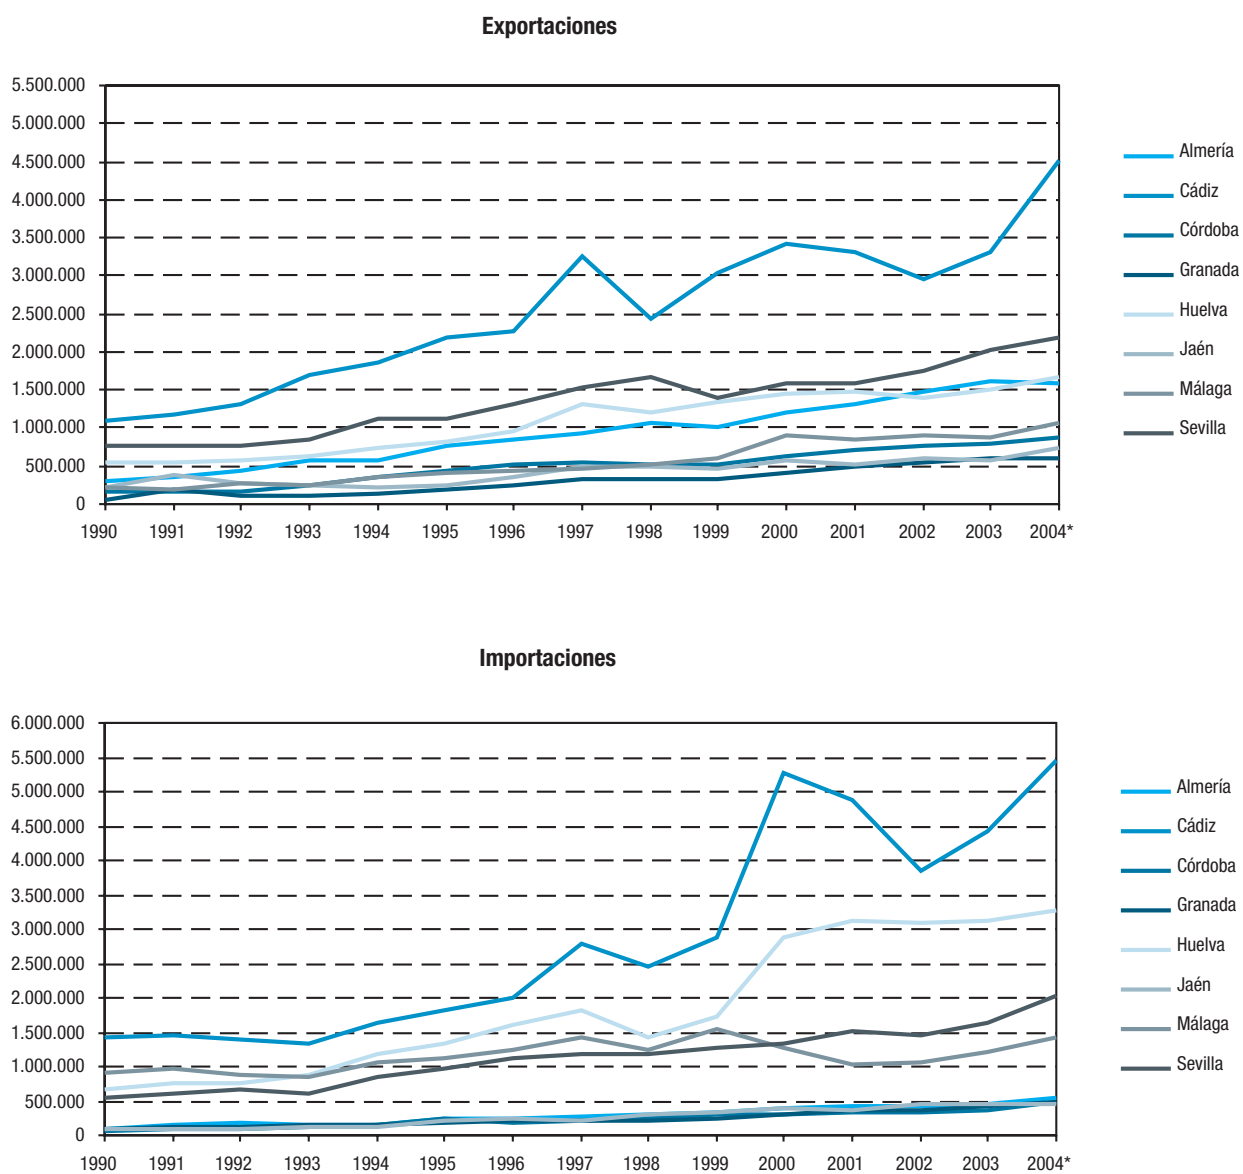 Exportaciones
5.500.000
5.000.000
4.500.000
4.000.000
3.500.000
3.000.000
2.500.000
2.000.000
1.500.000
1.000.000
500.000
0
1990 1991 1992 1993 1994 1995 1996 1997 1998 1999 2000 2001 2002 2003 2004*
Almería
Cádiz
Córdoba
Granada
Huelva
Jaén
Málaga
Sevilla
Importaciones
6.000.000
5.500.000
5.000.000
4.500.000
4.000.000
3.500.000
3.000.000
2.500.000
2.000.000
1.500.000
1.000.000
500.000
0
1990 1991 1992 1993 1994 1995 1996 1997 1998 1999 2000 2001 2002 2003 2004*
Almería
Cádiz
Córdoba
Granada
Huelva
Jaén
Málaga
Sevilla